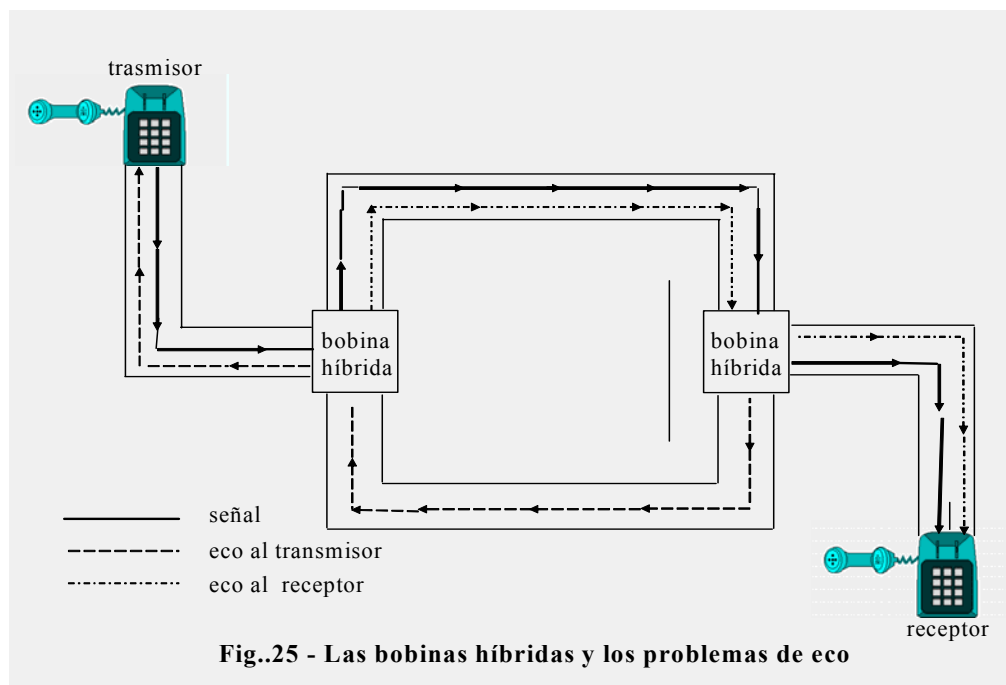 trasmisor
bobina
híbrida
bobina
híbrida
señal
eco al transmisor
eco al receptor
receptor
Fig..25 - Las bobinas híbridas y los problemas de eco